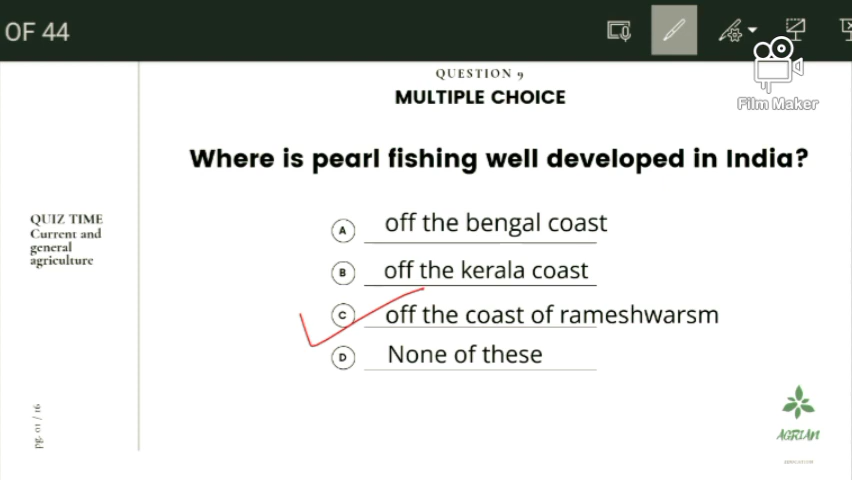 OF 44
Film Maker
QUESTION 9
MULTIPLE CHOICE
Where is pearl fishing well developed in India?
QUIZ TIME
Current and
general
agriculture
A off the bengal coast
B off the kerala coast
C off the coast of rameshwarsm
D None of these
pg. 01 / 16
AGRIAN